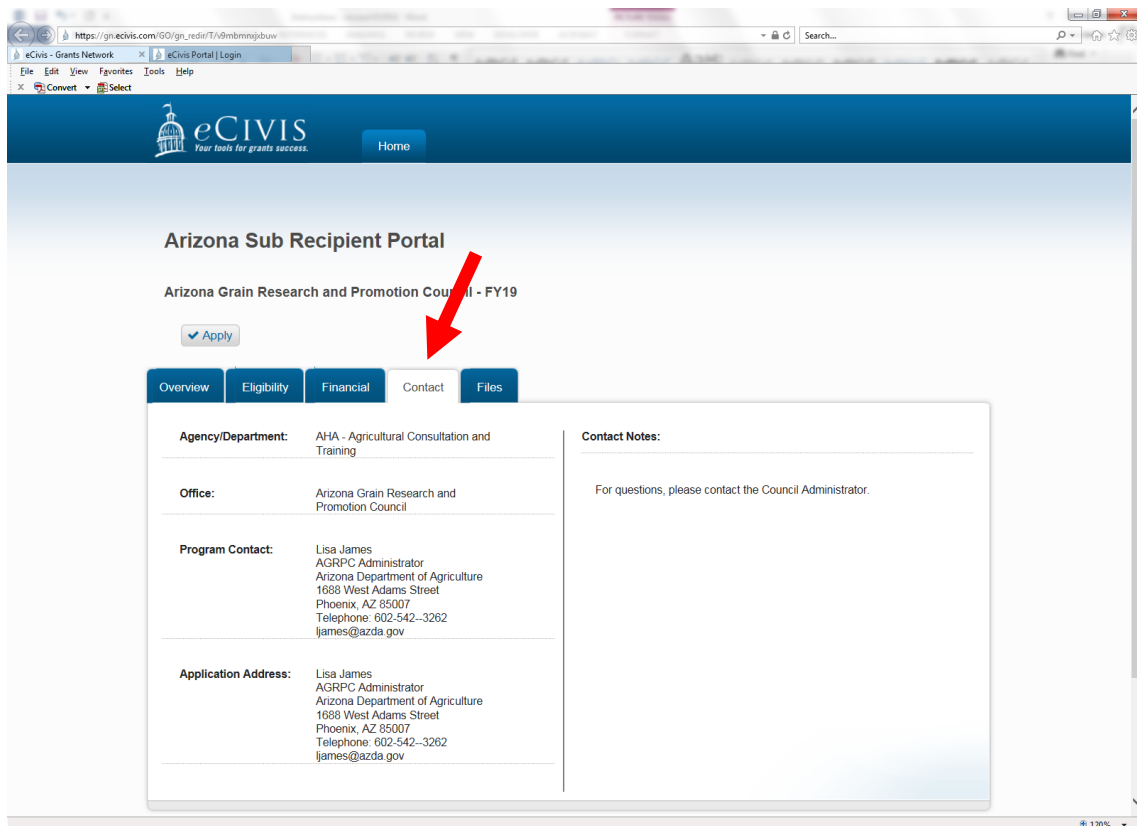 https://gn.ecivis.com/GO/gn_redir/T/v9mbmnxjxbuw
Search...
eCivis - Grants Network
eCivis Portal | Login
File Edit View Favorites Tools Help
Convert Select
eCIVIS
Your tools for grants success.
Home
Arizona Sub Recipient Portal
Arizona Grain Research and Promotion Council - FY19
Apply
Overview Eligibility Financial Contact Files
Agency/Department: AHA - Agricultural Consultation and
Training
Office: Arizona Grain Research and
Promotion Council
Program Contact: Lisa James
AGRPC Administrator
Arizona Department of Agriculture
1688 West Adams Street
Phoenix, AZ 85007
Telephone: 602-542--3262
ljames@azda.gov
Application Address: Lisa James
AGRPC Administrator
Arizona Department of Agriculture
1688 West Adams Street
Phoenix, AZ 85007
Telephone: 602-542--3262
ljames@azda.gov
Contact Notes:
For questions, please contact the Council Administrator.
120%